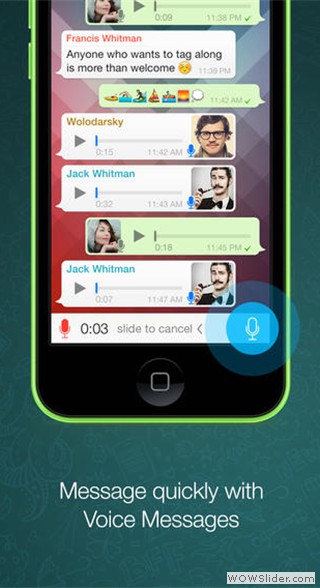 0:09
11:38 PM
Francis Whitman
Anyone who wants to tag along
is more than welcome ☺️
11:39 PM
11:42 AM
Wolodarsky
0:15
11:42 AM
Jack Whitman
0:32
11:43 AM
0:18
11:45 PM
Jack Whitman
0:07
11:47 AM
0:03 slide to cancel <
Message quickly with
Voice Messages
WOWSlider.com